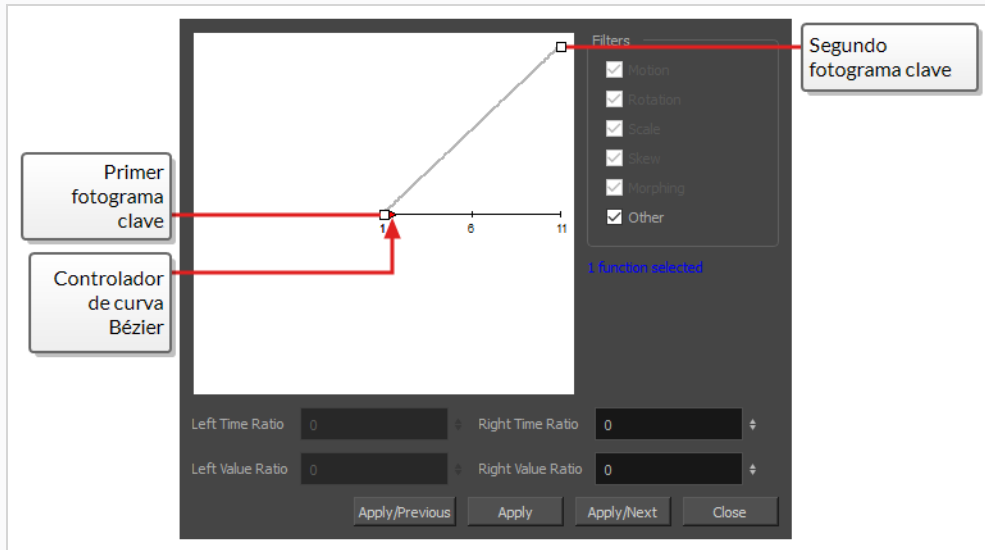 Filters
Motion
Rotation
Scale
Skew
Morphing
Other
1 function selected
Segundo
fotograma clave
Primer
fotograma
clave
Controlador
de curva
Bézier
1 6 11
Left Time Ratio 0 Right Time Ratio 0
Left Value Ratio 0 Right Value Ratio 0
Apply/Previous Apply Apply/Next Close